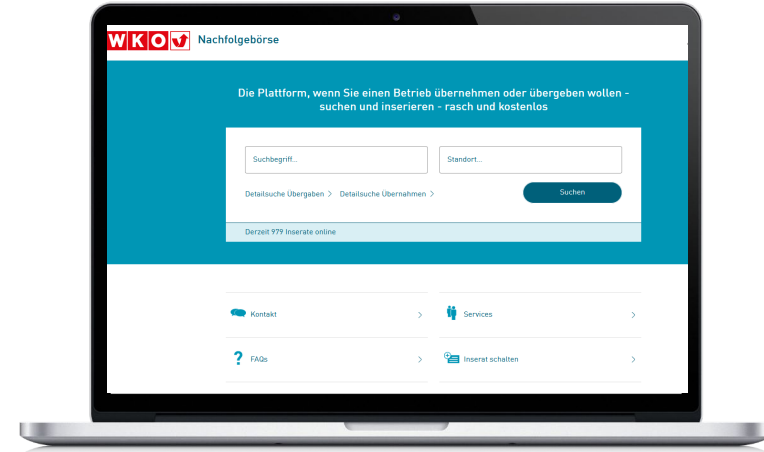 WKO Nachfolgebörse
Die Plattform, wenn Sie einen Betrieb übernehmen oder übergeben wollen -
suchen und inserieren - rasch und kostenlos
Suchbegriff...
Standort...
Detailsuche Übergaben > Detailsuche Übernahmen >
Suchen
Derzeit 979 Inserate online
Kontakt >
Services >
FAQs >
Inserat schalten >